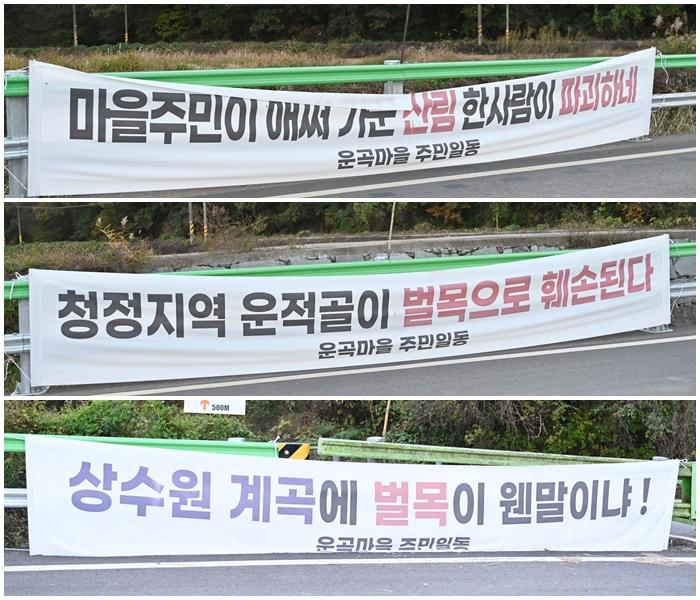 마을주민이 애써 가꾼 산림 한사람이 파괴하네
운곡마을 주민일동
청정지역 운적골이 벌목으로 훼손된다
운곡마을 주민일동
500M
상수원 계곡에 벌목이 웬말이냐!
운곡마을 주민일동